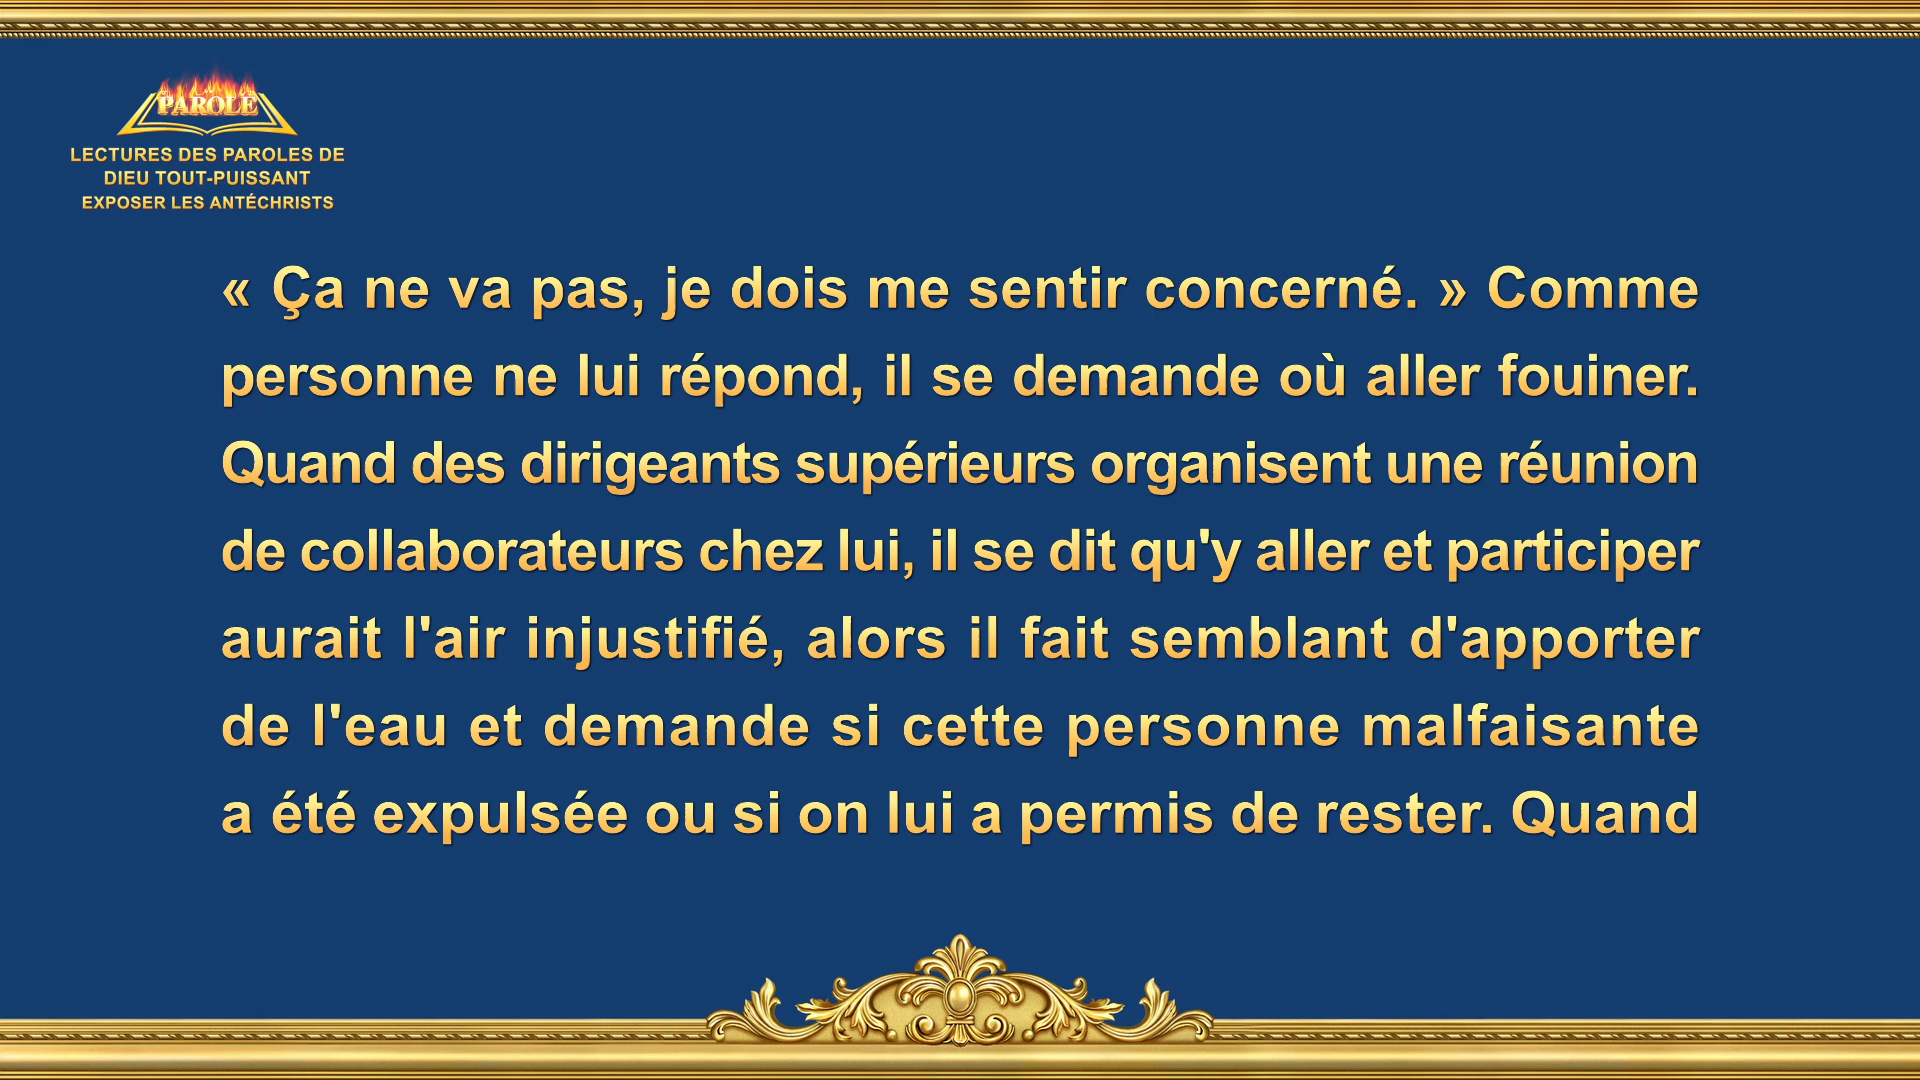 PAROLE
LECTURES DES PAROLES DE
DIEU TOUT-PUISSANT
EXPOSER LES ANTÉCHRISTS
« Ça ne va pas, je dois me sentir concerné. » Comme
personne ne lui répond, il se demande où aller fouiner.
Quand des dirigeants supérieurs organisent une réunion
de collaborateurs chez lui, il se dit qu'y aller et participer
aurait l'air injustifié, alors il fait semblant d'apporter
de l'eau et demande si cette personne malfaisante
a été expulsée ou si on lui a permis de rester. Quand